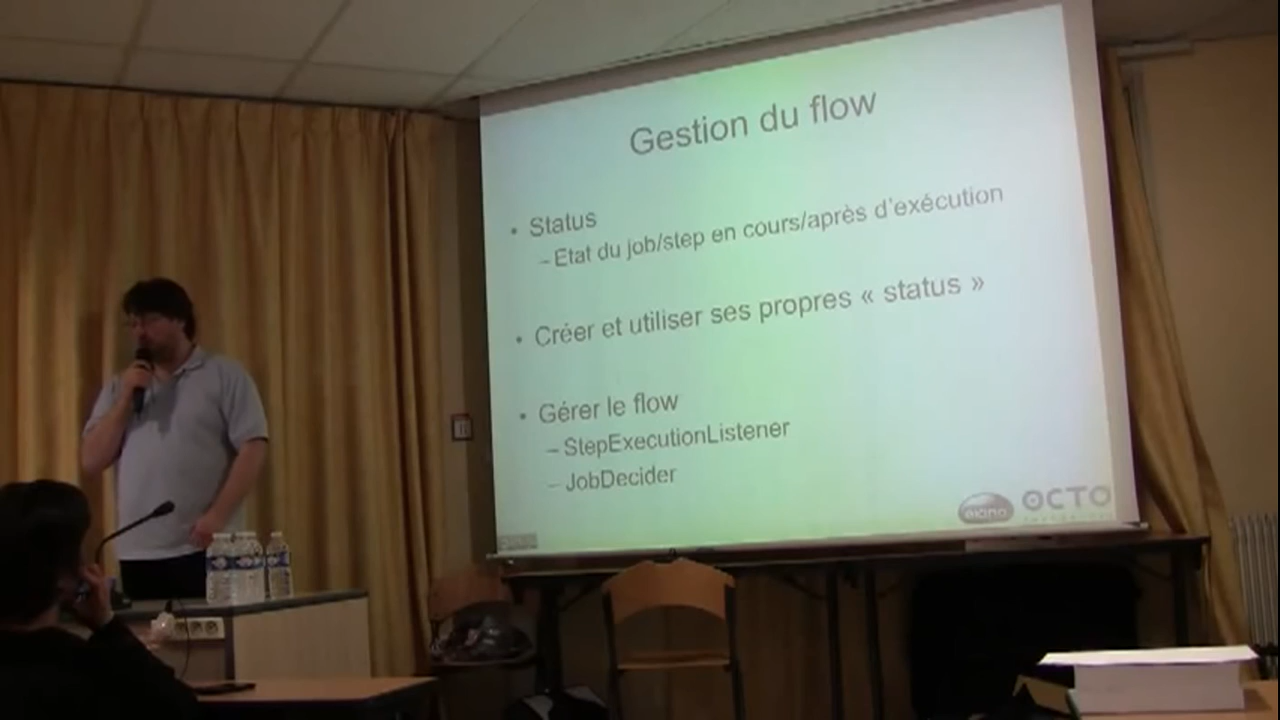 Gestion du flow
• Status
– Etat du job/step en cours/après d'exécution
• Créer et utiliser ses propres « status »
• Gérer le flow
– StepExecutionListener
– JobDecider
OCTO